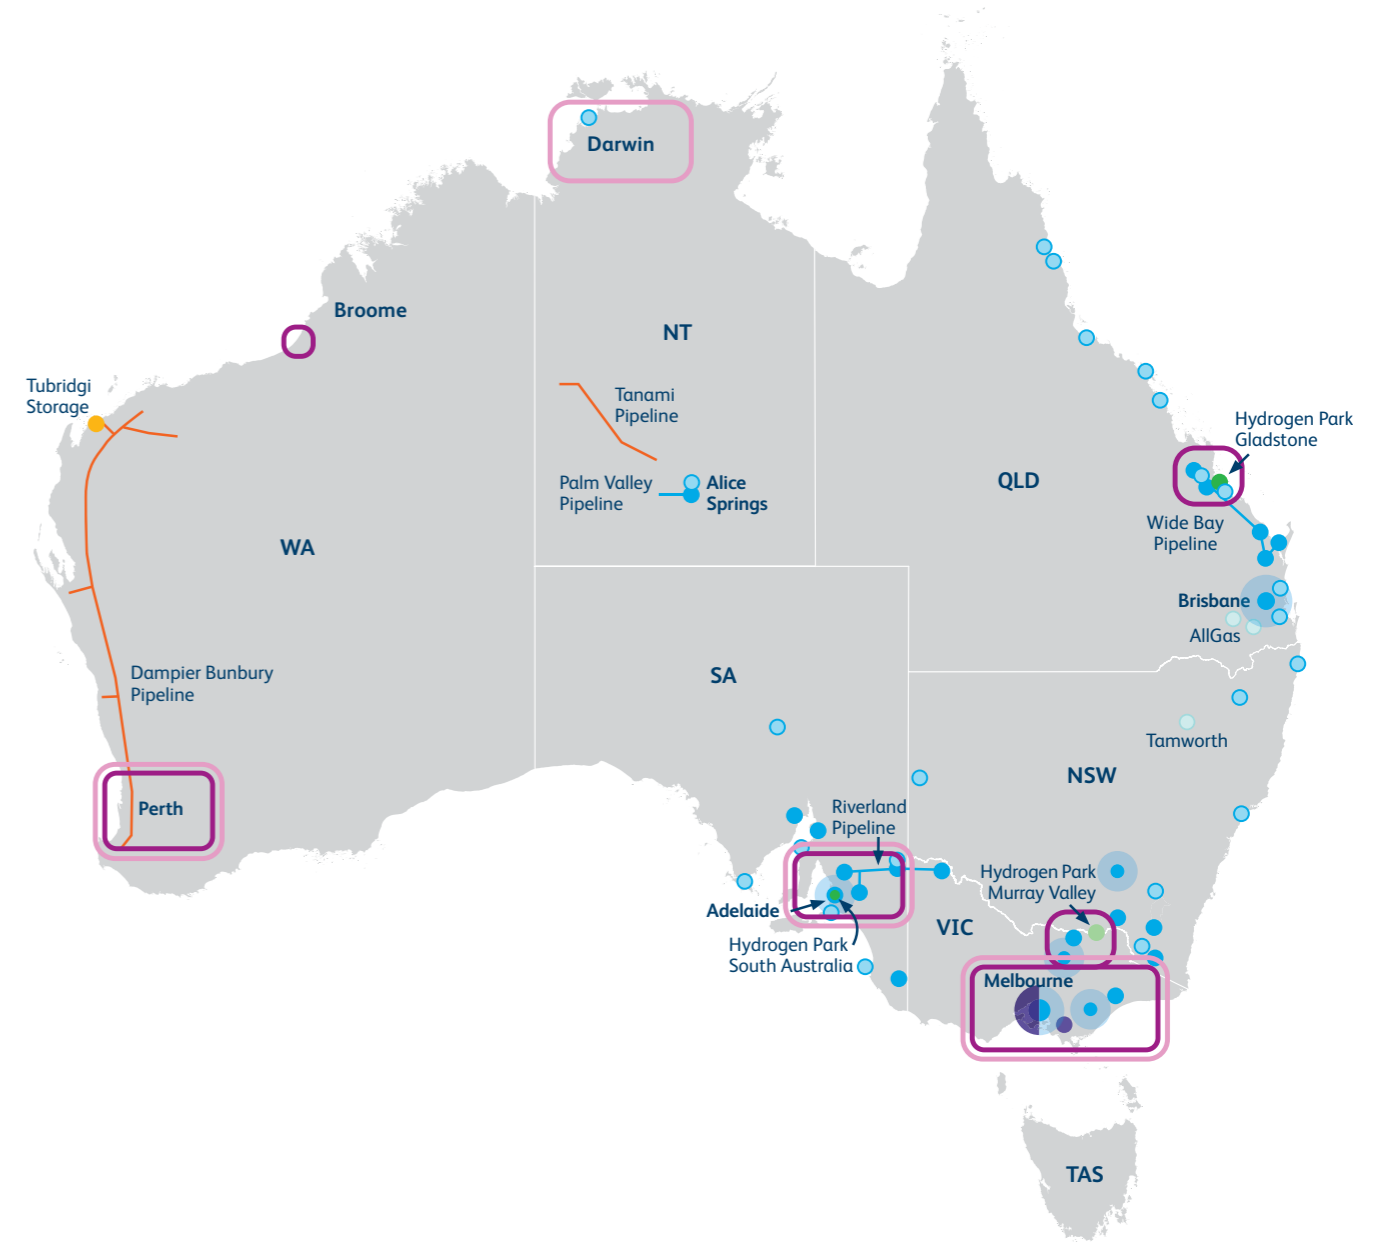 Darwin
Broome
NT
Tubridgi
Storage
Tanami
Pipeline
Hydrogen Park
Gladstone
Palm Valley
Pipeline
Alice
Springs
QLD
Wide Bay
Pipeline
WA
Brisbane
AllGas
Dampier Bunbury
Pipeline
SA
Tamworth
NSW
Perth
Riverland
Pipeline
Hydrogen Park
Murray Valley
Adelaide
VIC
Hydrogen Park
South Australia
Melbourne
TAS